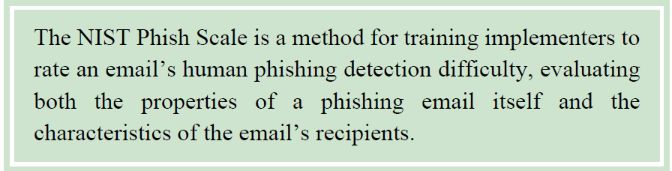 The NIST Phish Scale is a method for training implementers to
rate an email’s human phishing detection difficulty, evaluating
both the properties of a phishing email itself and the
characteristics of the email’s recipients.